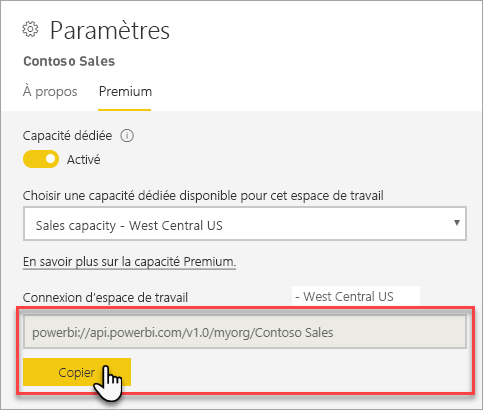 Paramètres
Contoso Sales
À propos Premium
Capacité dédiée
Activé
Choisir une capacité dédiée disponible pour cet espace de travail
Sales capacity - West Central US
En savoir plus sur la capacité Premium.
Connexion d'espace de travail - West Central US
powerbi://api.powerbi.com/v1.0/myorg/Contoso Sales
Copier